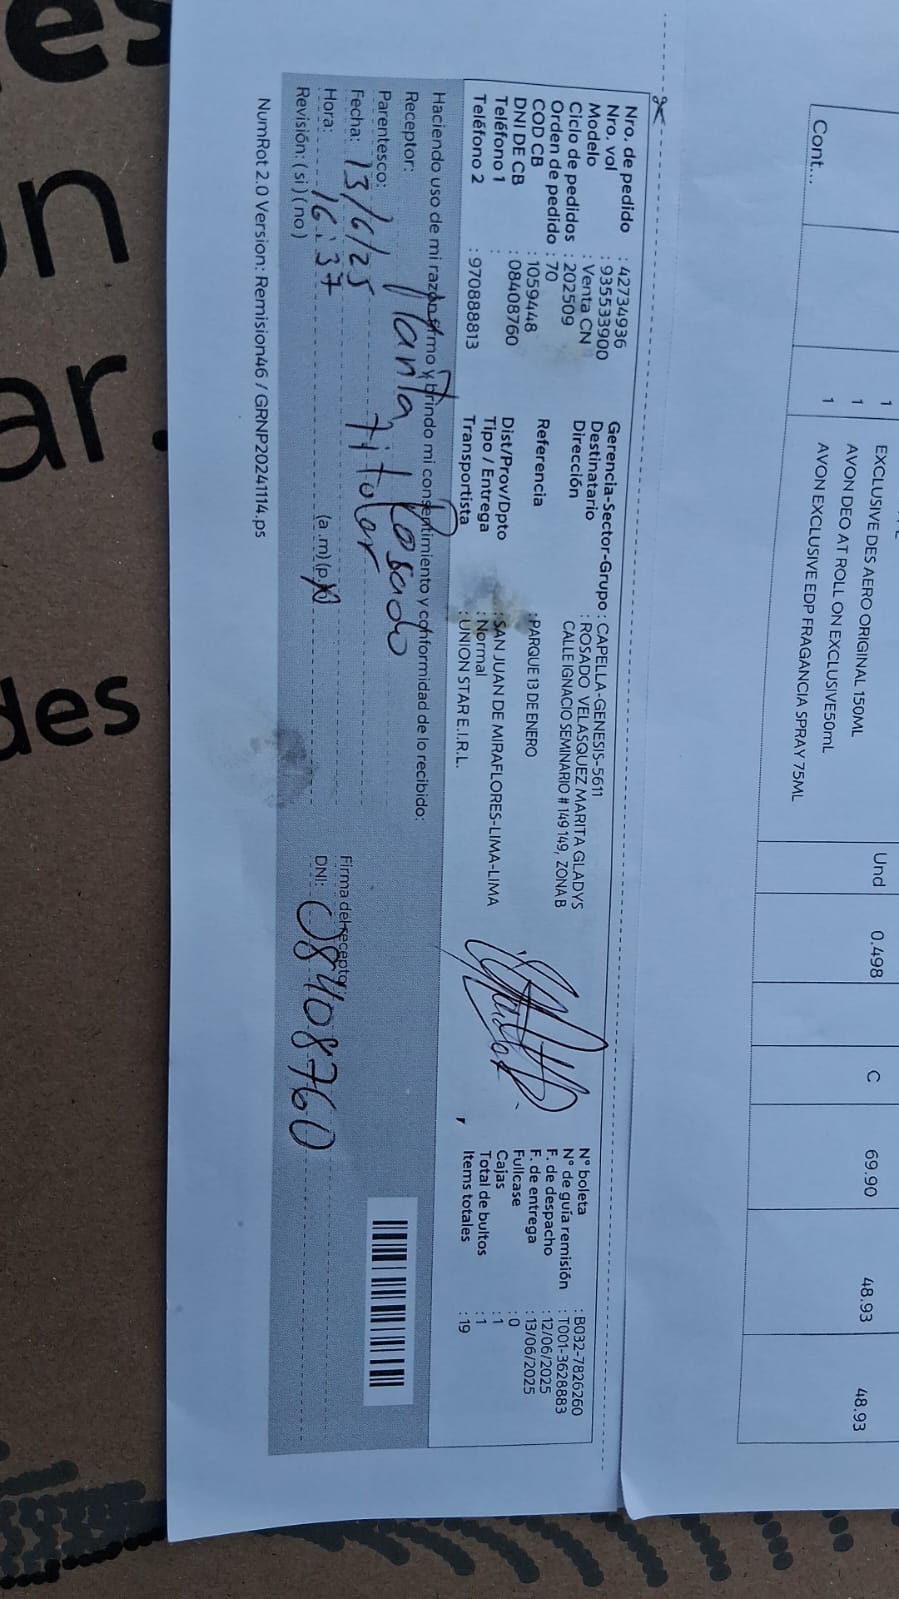 1
EXCLUSIVE DES AERO ORIGINAL 150ML Und 0.498 C 69.90 48.93 48.93
1 AVON DEO AT ROLL ON EXCLUSIVE50mL
Cont... 1 AVON EXCLUSIVE EDP FRAGANCIA SPRAY 75ML
Nro. de pedido : 42734936
Nro. vol : 935533900
Modelo : Venta CN
Ciclo de pedidos : 202509
Orden de pedido : 70
COD CB : 1059448
DNI DE CB : 08408760
Teléfono 1 :
Teléfono 2 : 970888813
Gerencia-Sector-Grupo : CAPELLA-GENESIS-5611
Destinatario : ROSADO VELASQUEZ MARITA GLADYS
Dirección CALLE IGNACIO SEMINARIO # 149 149, ZONA B
Referencia : PARQUE 13 DE ENERO
Dist/Prov/Dpto : SAN JUAN DE MIRAFLORES-LIMA-LIMA
Tipo / Entrega : Normal
Transportista : UNION STAR E.I.R.L.
N° boleta : B032-7826260
N° de guía remisión : T001-3628883
F. de despacho : 12/06/2025
F. de entrega : 13/06/2025
Fullcase : 0
Cajas : 1
Total de bultos : 1
Items totales : 19
Haciendo uso de mi razón firmo y brindo mi consentimiento y conformidad de lo recibido:
Receptor: Marita Rosado
Parentesco: titular
Fecha: 13/6/25
Firma del receptor:
Hora: 16:37 (a.m)(p.m)
DNI: 08408760
Revisión: (si)(no)
NumRot 2.0 Version: Remision46 / GRNP20241114.ps
es
on
ar.
des